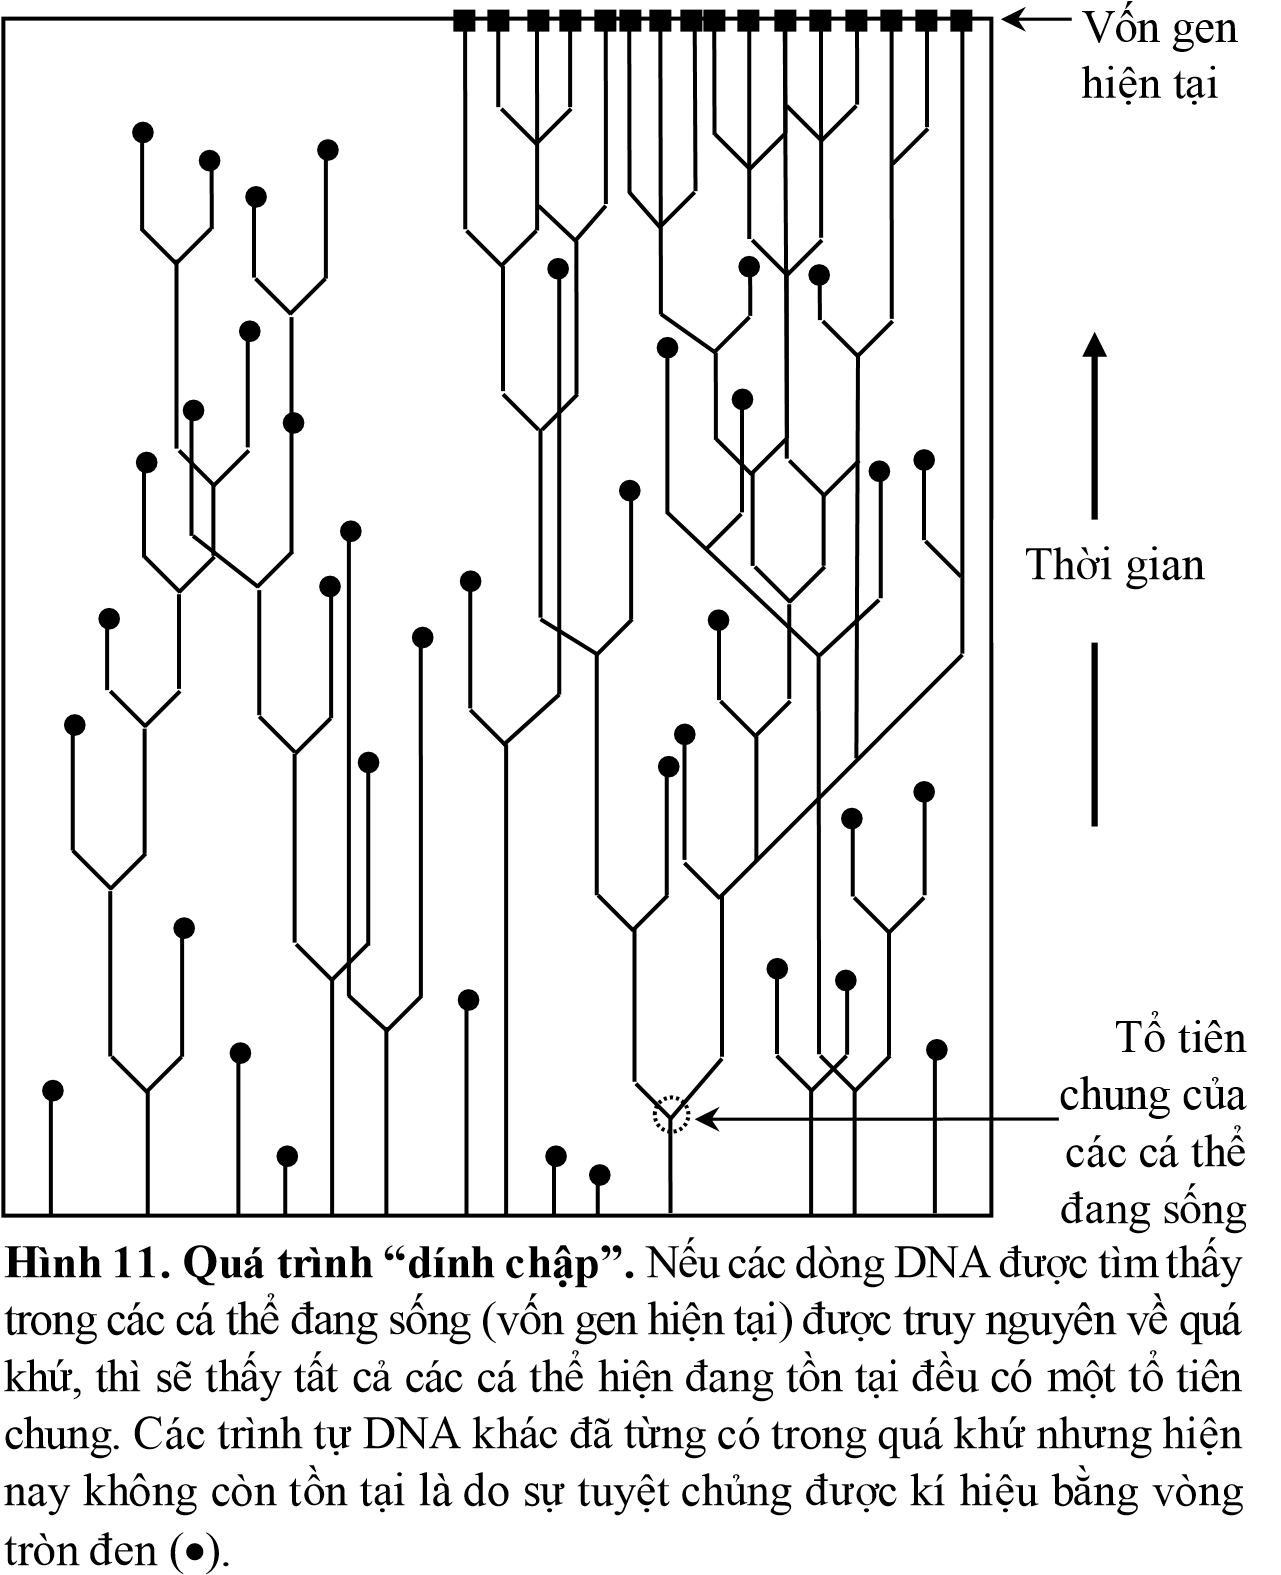 Vốn gen
hiện tại
Thời gian
Tổ tiên
chung của
các cá thể
đang sống
Hình 11. Quá trình “dính chập”. Nếu các dòng DNA được tìm thấy
trong các cá thể đang sống (vốn gen hiện tại) được truy nguyên về quá
khứ, thì sẽ thấy tất cả các cá thể hiện đang tồn tại đều có một tổ tiên
chung. Các trình tự DNA khác đã từng có trong quá khứ nhưng hiện
nay không còn tồn tại là do sự tuyệt chủng được kí hiệu bằng vòng
tròn đen (●).